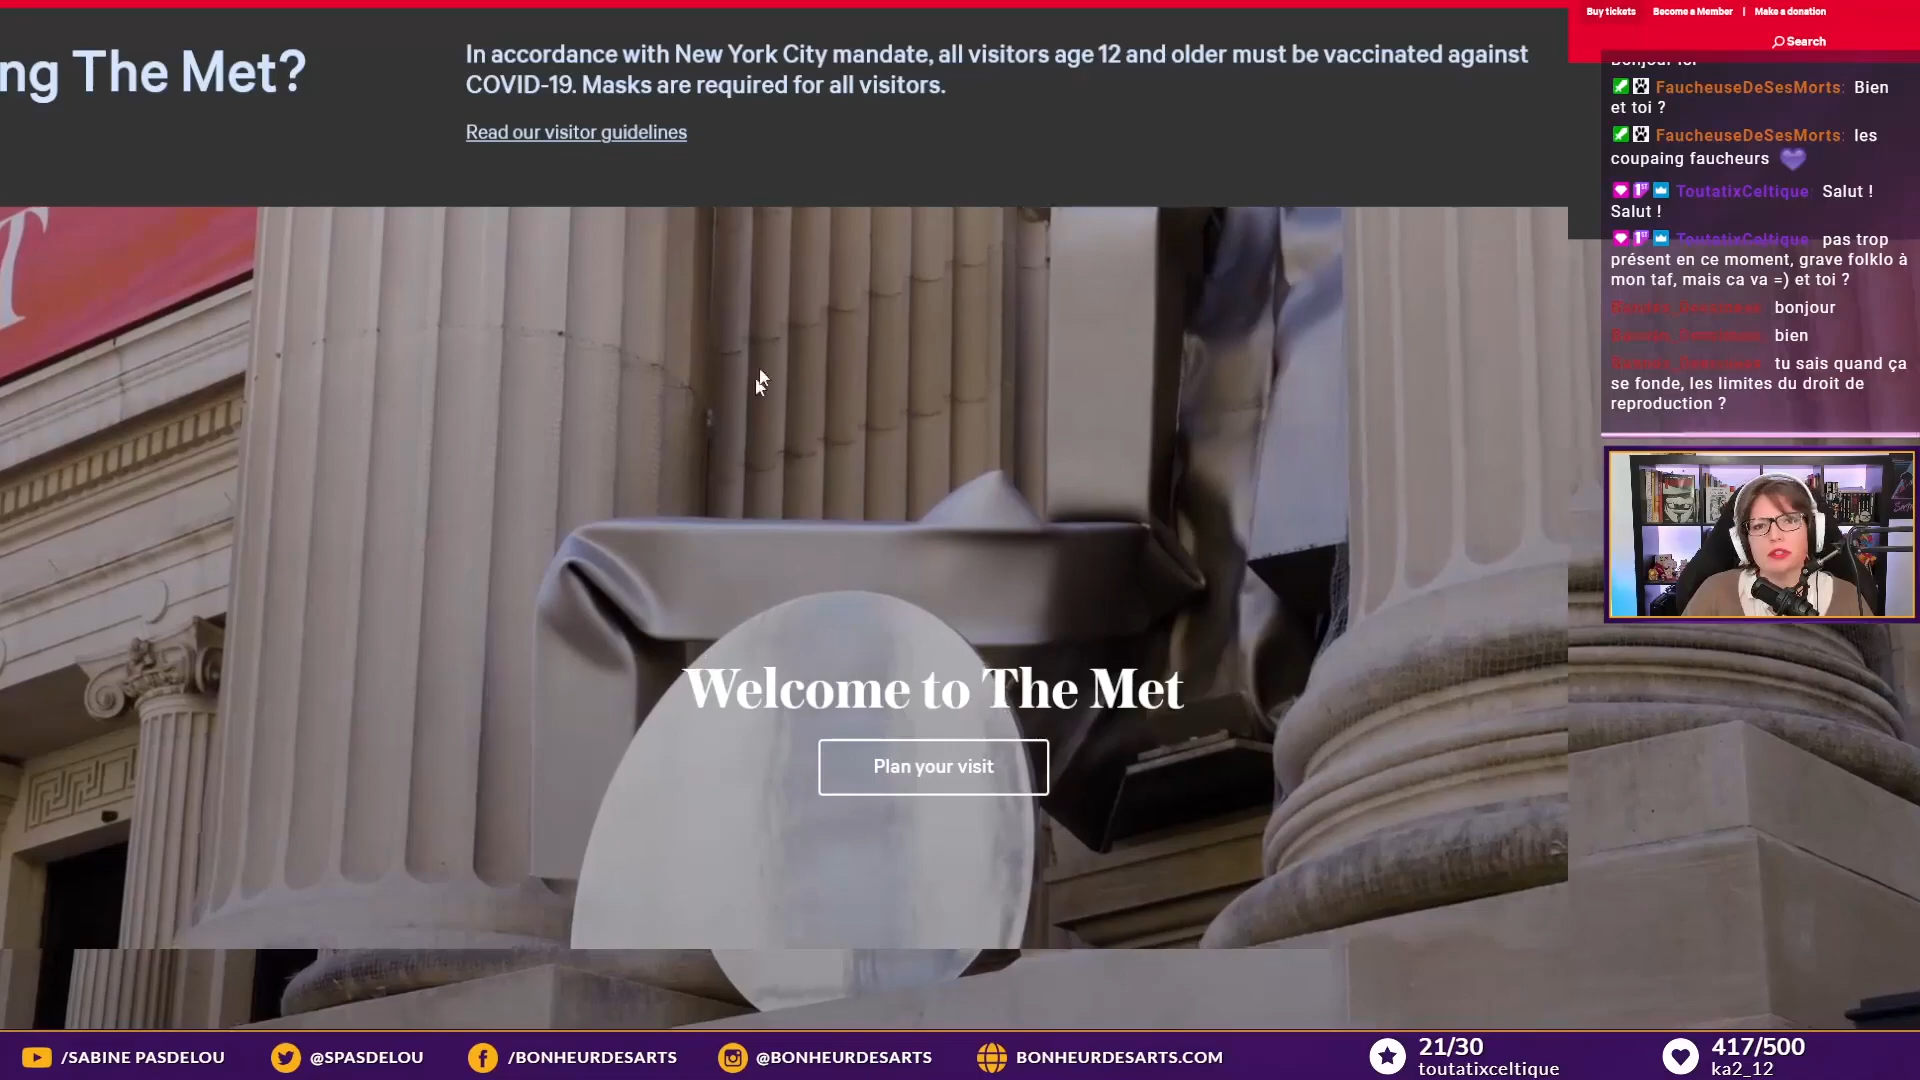 Buy tickets Become a Member | Make a donation
Search
ng The Met?
In accordance with New York City mandate, all visitors age 12 and older must be vaccinated against
COVID-19. Masks are required for all visitors.
Read our visitor guidelines
FaucheuseDeSesMorts: Bien
et toi ?
FaucheuseDeSesMorts: les
coupaing faucheurs
ToutatixCeltique: Salut !
Salut !
ToutatixCeltique: pas trop
présent en ce moment, grave folklo à
mon taf, mais ca va =) et toi ?
bonjour
bien
tu sais quand ça
se fonde, les limites du droit de
reproduction ?
Welcome to The Met
Plan your visit
/SABINE PASDELOU
@SPASDELOU
/BONHEURDESARTS
@BONHEURDESARTS
BONHEURDESARTS.COM
21/30
toutatixceltique
417/500
ka2_12